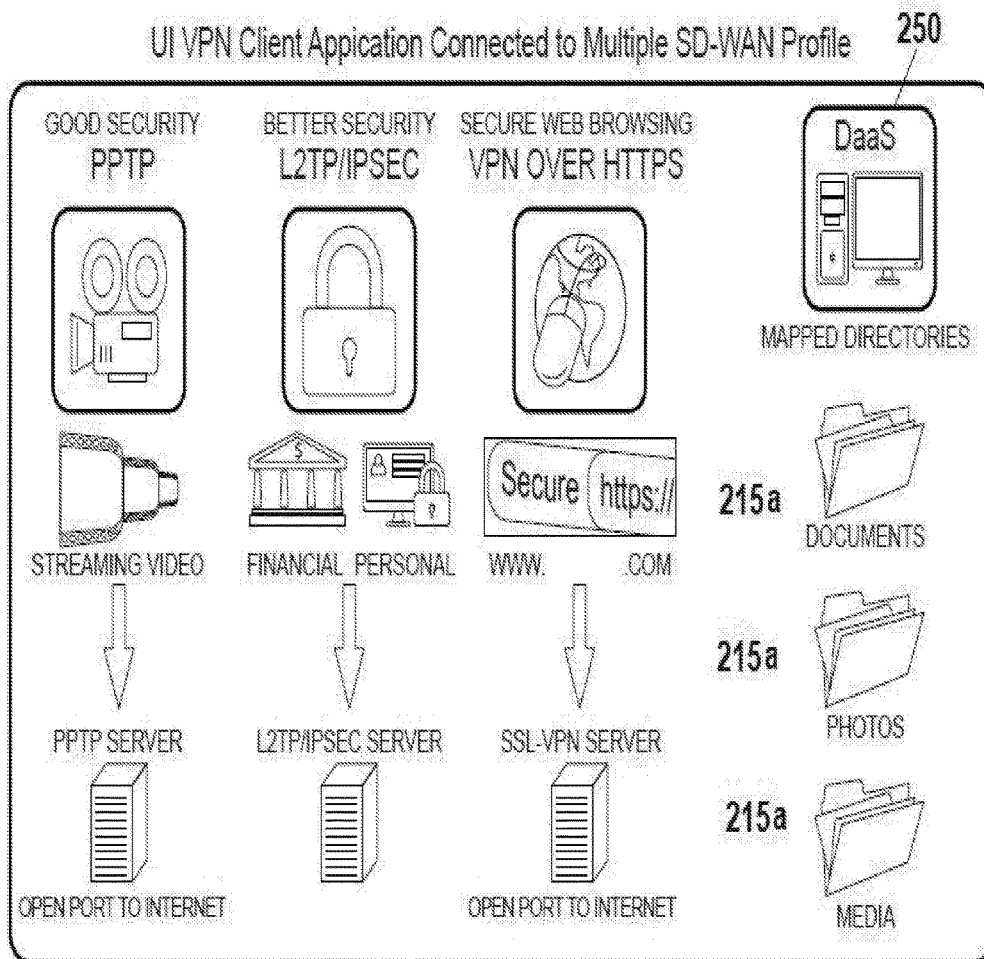 UI VPN Client Appication Connected to Multiple SD-WAN Profile
250
GOOD SECURITY
PPTP
BETTER SECURITY
L2TP/IPSEC
SECURE WEB BROWSING
VPN OVER HTTPS
DaaS
MAPPED DIRECTORIES
$
Secure https://
STREAMING VIDEO
FINANCIAL PERSONAL
WWW. .COM
215a
DOCUMENTS
215a
PHOTOS
PPTP SERVER
L2TP/IPSEC SERVER
SSL-VPN SERVER
215a
MEDIA
OPEN PORT TO INTERNET
OPEN PORT TO INTERNET